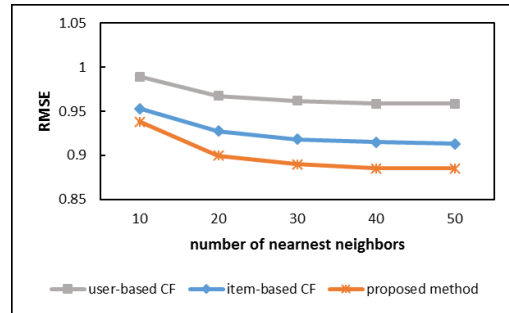 1.05
1
0.95
0.9
0.85
RMSE
10 20 30 40 50
number of nearnest neighbors
user-based CF item-based CF proposed method